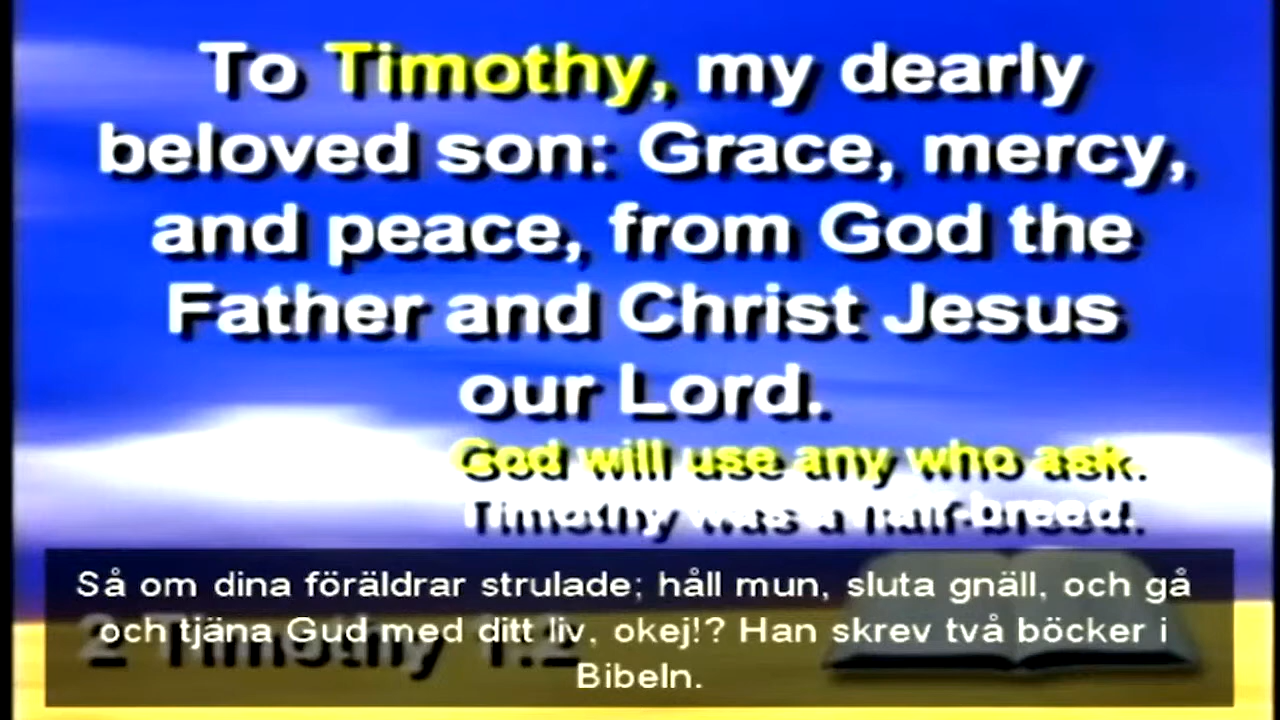 To Timothy, my dearly
beloved son: Grace, mercy,
and peace, from God the
Father and Christ Jesus
our Lord.
God will use any who ask.
Timothy was a half-breed.
Så om dina föräldrar strulade; håll mun, sluta gnäll, och gå
och tjäna Gud med ditt liv, okej!? Han skrev två böcker i
Bibeln.
2 Timothy 1:2